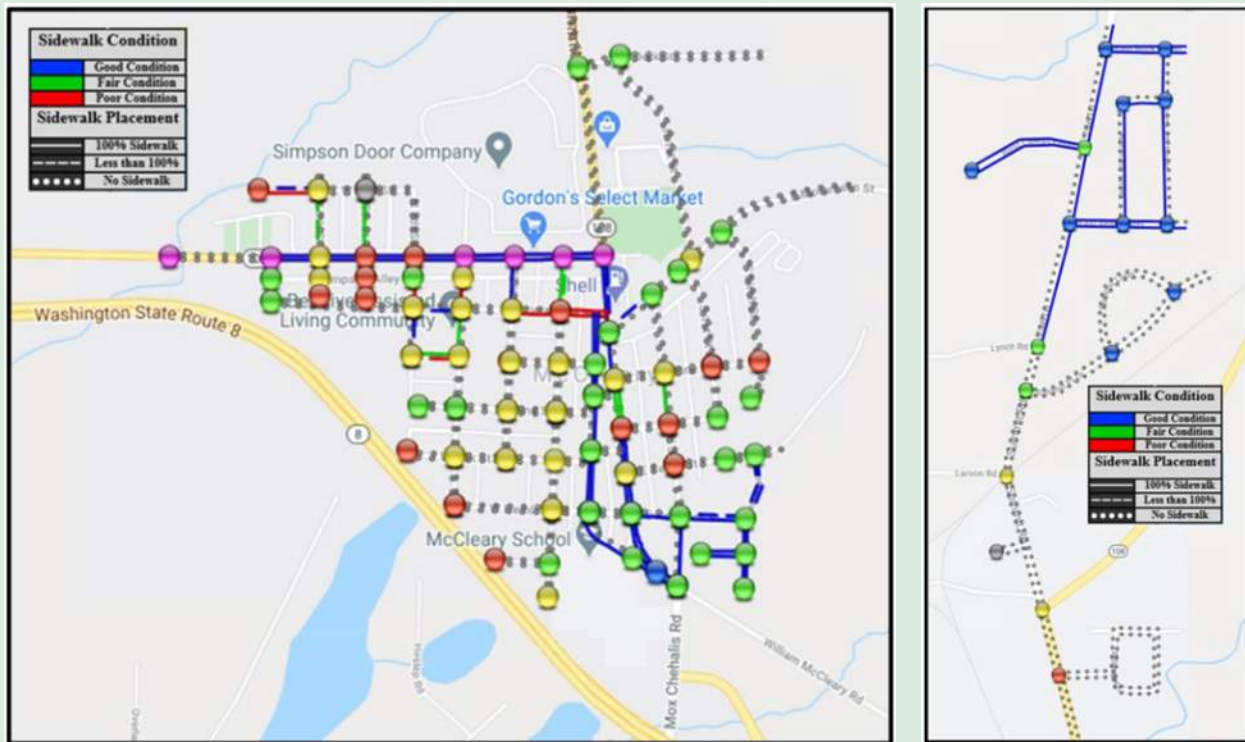 Sidewalk Condition
Good Condition
Fair Condition
Poor Condition
Sidewalk Placement
100% Sidewalk
Less than 100%
No Sidewalk
Simpson Door Company
Gordon's Select Market
108
Shell
Alley
Living Community
Washington State Route 8
8
McCleary School
Mox Chehalis Rd
William McCleary Rd
Lynch Rd
Larson Rd
108
Sidewalk Condition
Good Condition
Fair Condition
Poor Condition
Sidewalk Placement
100% Sidewalk
Less than 100%
No Sidewalk